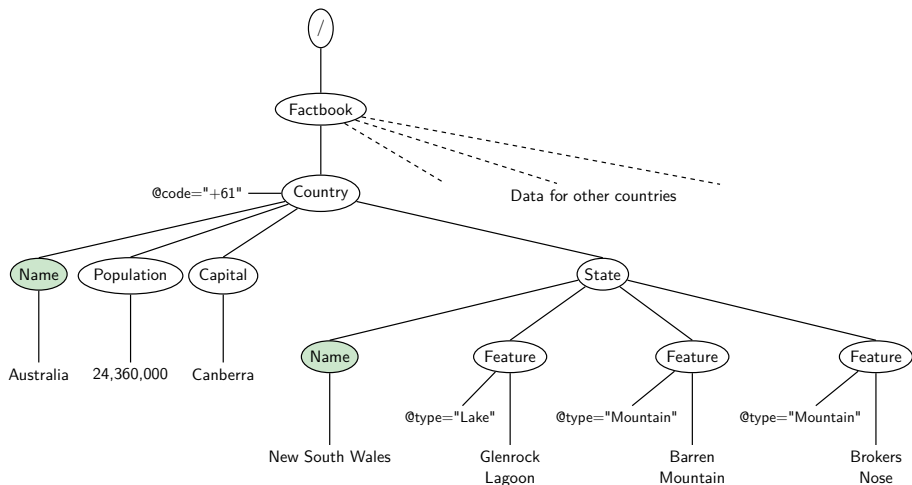 /
Factbook
@code="+61"
Country
Data for other countries
Name
Population
Capital
State
Australia
24,360,000
Canberra
Name
Feature
Feature
Feature
@type="Lake"
@type="Mountain"
@type="Mountain"
New South Wales
Glenrock
Lagoon
Barren
Mountain
Brokers
Nose